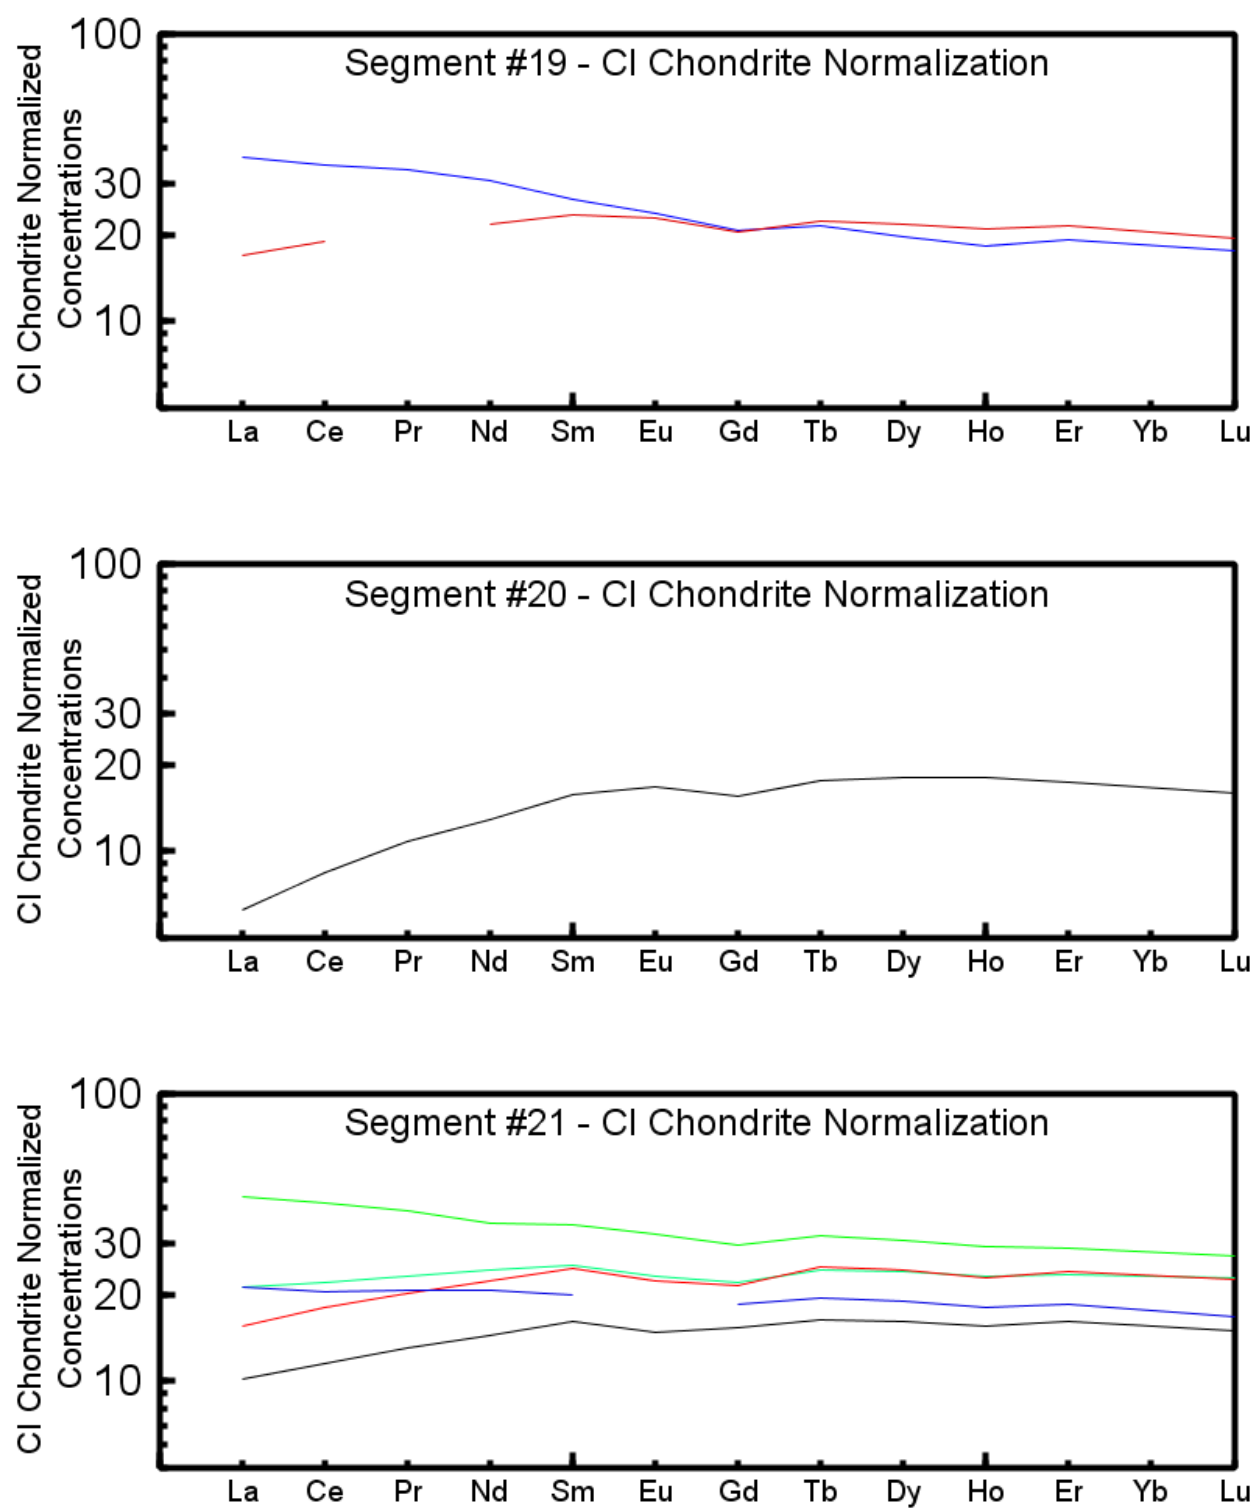 Segment #19 - CI Chondrite Normalization
CI Chondrite Normalized
Concentrations
100
30
20
10
La Ce Pr Nd Sm Eu Gd Tb Dy Ho Er Yb Lu
Segment #20 - CI Chondrite Normalization
CI Chondrite Normalized
Concentrations
100
30
20
10
La Ce Pr Nd Sm Eu Gd Tb Dy Ho Er Yb Lu
Segment #21 - CI Chondrite Normalization
CI Chondrite Normalized
Concentrations
100
30
20
10
La Ce Pr Nd Sm Eu Gd Tb Dy Ho Er Yb Lu